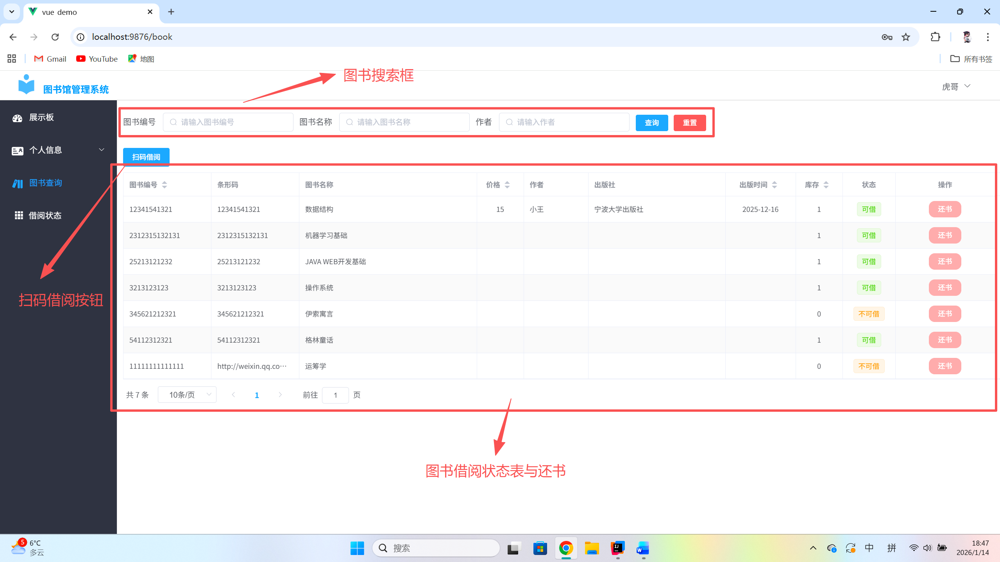 vue demo
localhost:9876/book
Gmail YouTube 地图 所有书签
图书搜索框
图书馆管理系统 虎哥
展示板
个人信息
图书查询
借阅状态
图书编号 请输入图书编号 图书名称 请输入图书名称 作者 请输入作者 查询 重置
扫码借阅
图书编号 条形码 图书名称 价格 作者 出版社 出版时间 库存 状态 操作
12341541321 12341541321 数据结构 15 小王 宁波大学出版社 2025-12-16 1 可借 还书
2312315132131 2312315132131 机器学习基础 1 可借 还书
25213121232 25213121232 JAVA WEB开发基础 1 可借 还书
3213123123 3213123123 操作系统 1 可借 还书
345621212321 345621212321 伊索寓言 0 不可借 还书
54112312321 54112312321 格林童话 1 可借 还书
11111111111111 http://weixin.qq.co… 运筹学 0 不可借 还书
扫码借阅按钮
共 7 条 10条/页 1 前往 1 页
图书借阅状态表与还书
5 6°C
多云
搜索
中 拼
18:47
2026/1/14